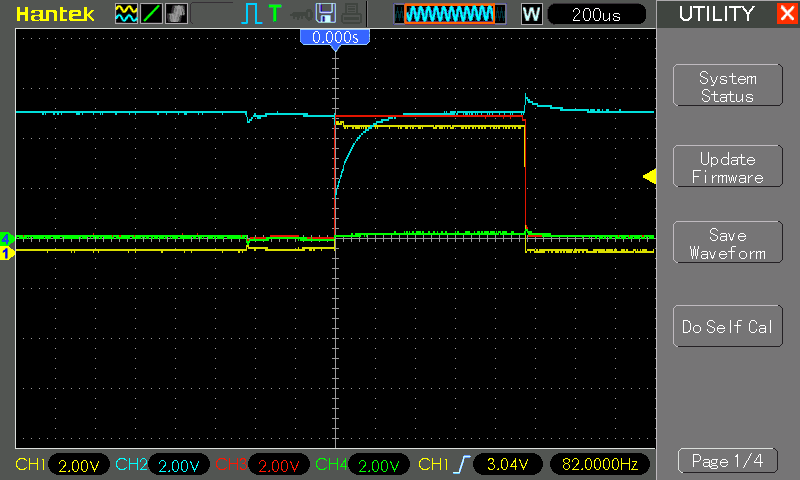 Hantek
T
W
200us
UTILITY
X
0.000s
System
Status
Update
Firmware
Save
Waveform
Do Self Cal
4
1
CH1 2.00V CH2 2.00V CH3 2.00V CH4 2.00V CH1 3.04V 82.0000Hz
Page 1/4